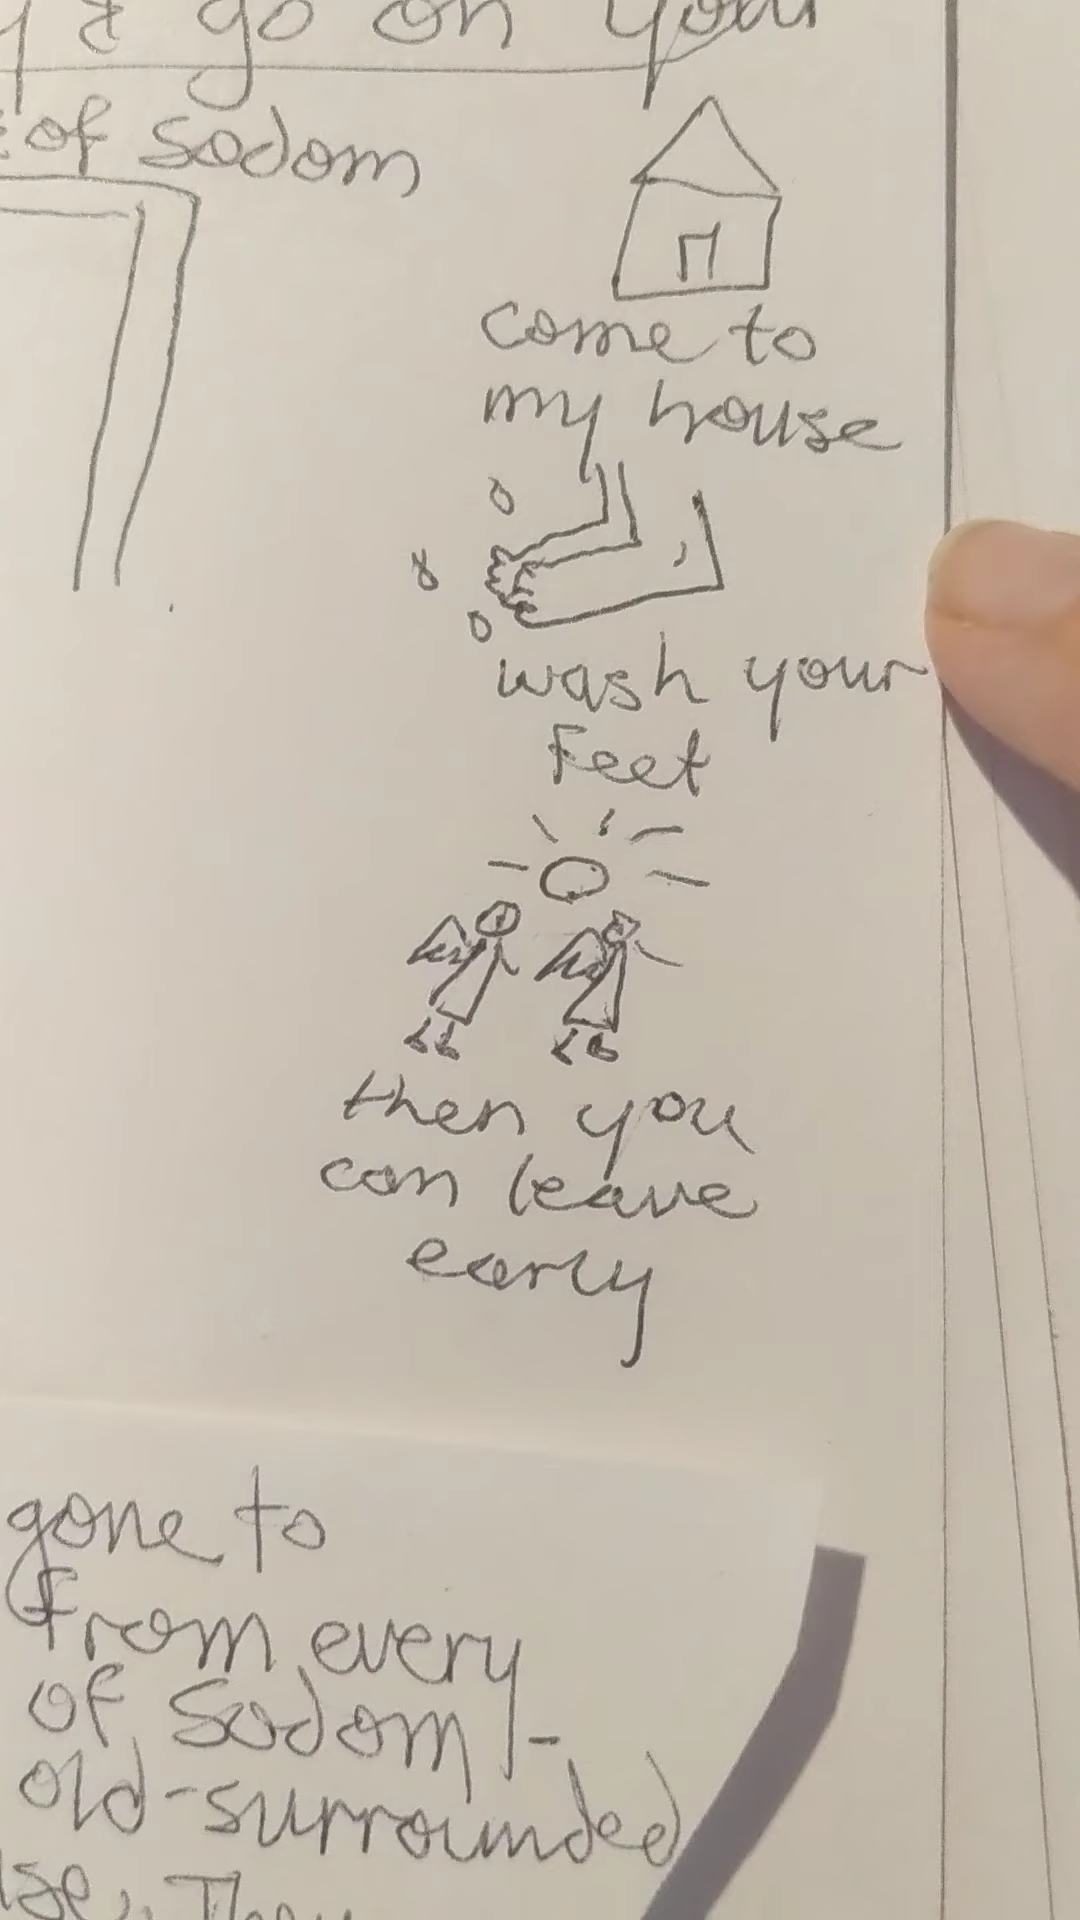 go on your
of sodom
come to
my house
wash your
Feet
then you
can leave
early
gone to
From every
of Sodom-
old-surrounded